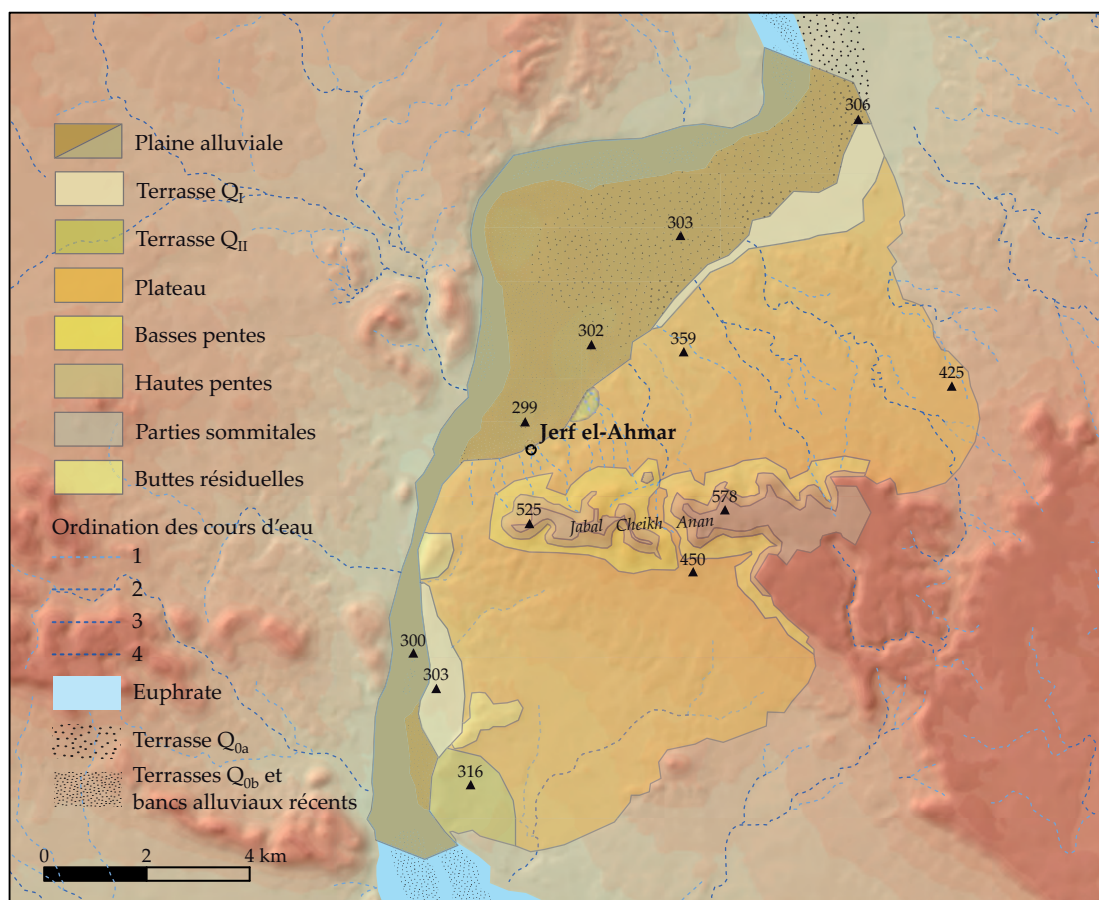 Plaine alluviale
Terrasse QI
Terrasse QII
Plateau
Basses pentes
Hautes pentes
Parties sommitales
Buttes résiduelles
Ordination des cours d'eau
1
2
3
4
Euphrate
Terrasse Q0a
Terrasses Q0b et
bancs alluviaux récents
0 2 4 km
306
303
302
359
425
299
Jerf el-Ahmar
525
578
Jabal Cheikh Anan
450
300
303
316